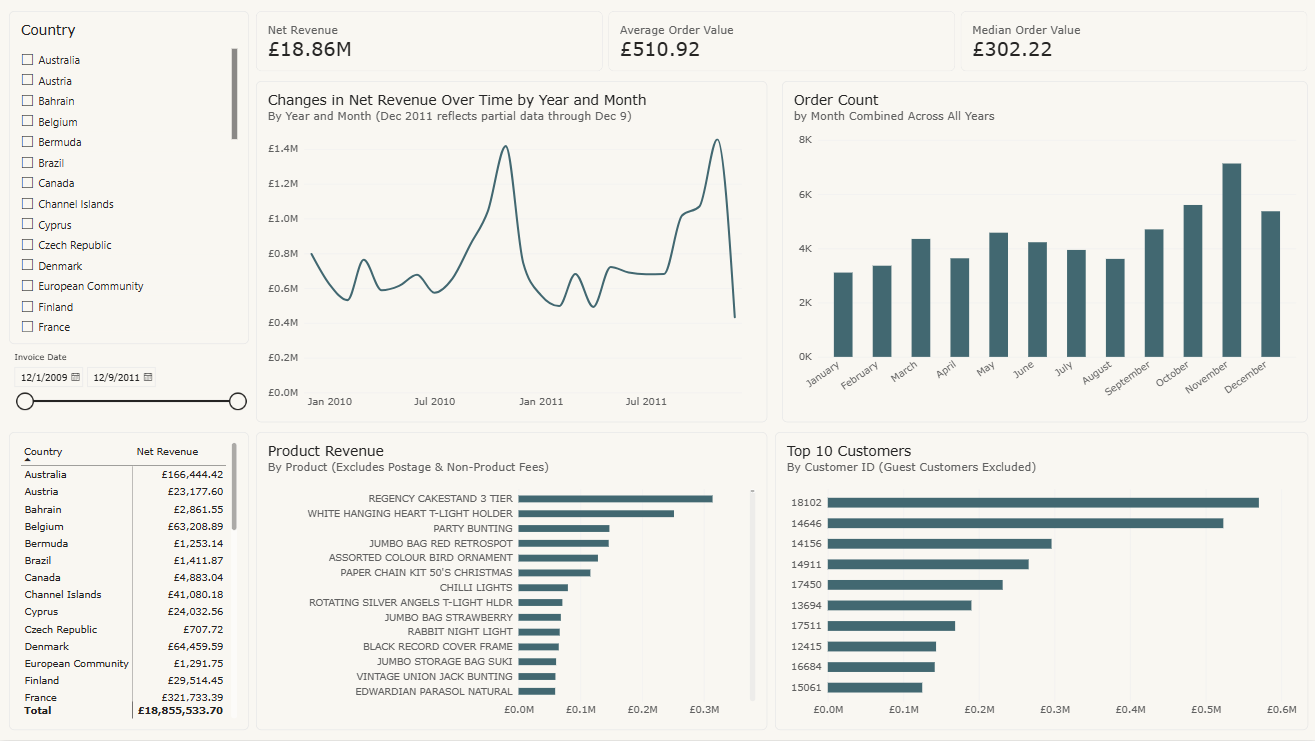 Country
Australia
Austria
Bahrain
Belgium
Bermuda
Brazil
Canada
Channel Islands
Cyprus
Czech Republic
Denmark
European Community
Finland
France
Invoice Date
12/1/2009 12/9/2011
Net Revenue
£18.86M
Average Order Value
£510.92
Median Order Value
£302.22
Changes in Net Revenue Over Time by Year and Month
By Year and Month (Dec 2011 reflects partial data through Dec 9)
£1.4M
£1.2M
£1.0M
£0.8M
£0.6M
£0.4M
£0.2M
£0.0M
Jan 2010 Jul 2010 Jan 2011 Jul 2011
Order Count
by Month Combined Across All Years
8K
6K
4K
2K
0K
January February March April May June July August September October November December
Country Net Revenue
Australia £166,444.42
Austria £23,177.60
Bahrain £2,861.55
Belgium £63,208.89
Bermuda £1,253.14
Brazil £1,411.87
Canada £4,883.04
Channel Islands £41,080.18
Cyprus £24,032.56
Czech Republic £707.72
Denmark £64,459.59
European Community £1,291.75
Finland £29,514.45
France £321,733.39
Total £18,855,533.70
Product Revenue
By Product (Excludes Postage & Non-Product Fees)
REGENCY CAKESTAND 3 TIER
WHITE HANGING HEART T-LIGHT HOLDER
PARTY BUNTING
JUMBO BAG RED RETROSPOT
ASSORTED COLOUR BIRD ORNAMENT
PAPER CHAIN KIT 50'S CHRISTMAS
CHILLI LIGHTS
ROTATING SILVER ANGELS T-LIGHT HLDR
JUMBO BAG STRAWBERRY
RABBIT NIGHT LIGHT
BLACK RECORD COVER FRAME
JUMBO STORAGE BAG SUKI
VINTAGE UNION JACK BUNTING
EDWARDIAN PARASOL NATURAL
£0.0M £0.1M £0.2M £0.3M
Top 10 Customers
By Customer ID (Guest Customers Excluded)
18102
14646
14156
14911
17450
13694
17511
12415
16684
15061
£0.0M £0.1M £0.2M £0.3M £0.4M £0.5M £0.6M